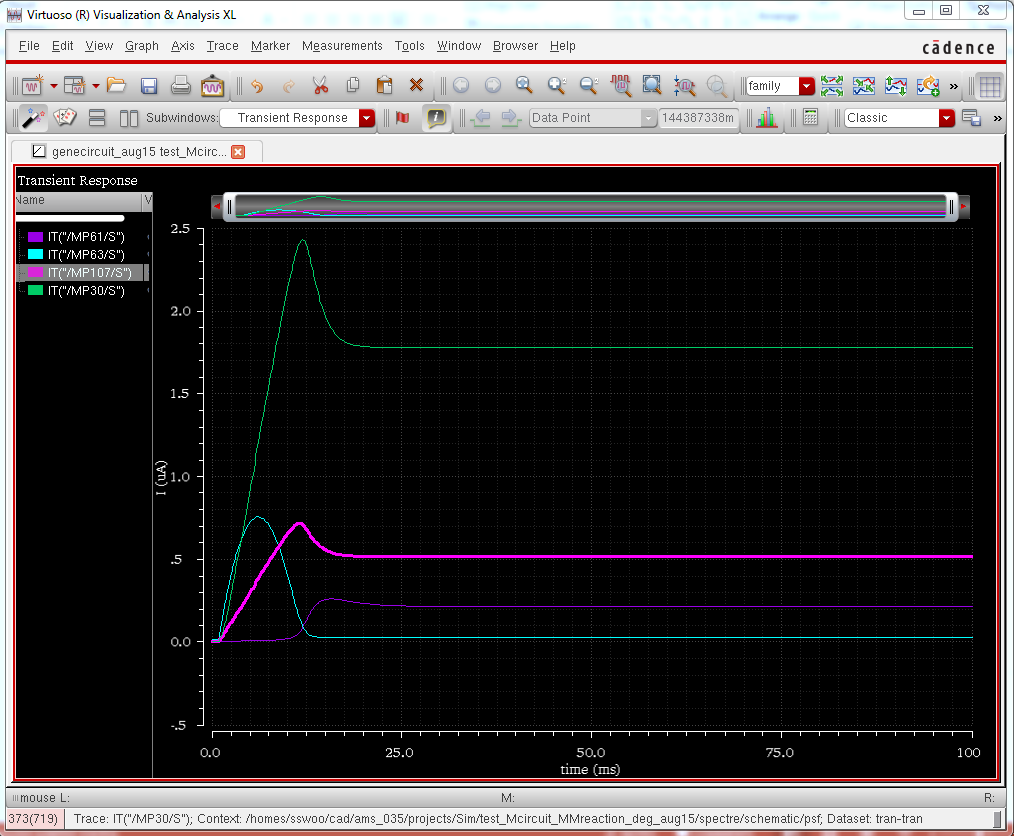 Virtuoso (R) Visualization & Analysis XL
File Edit View Graph Axis Trace Marker Measurements Tools Window Browser Help
cādence
family
»
Subwindows: Transient Response
Data Point
144387338m
Classic
»
genecircuit_aug15 test_Mcirc...
Transient Response
Name V
IT("/MP61/S")
IT("/MP63/S")
IT("/MP107/S")
IT("/MP30/S")
2.5
2.0
1.5
1.0
.5
0.0
-.5
I (uA)
0.0 25.0 50.0 75.0 100
time (ms)
mouse L: M: R:
373(719) Trace: IT("/MP30/S"); Context: /homes/sswoo/cad/ams_035/projects/Sim/test_Mcircuit_MMreaction_deg_aug15/spectre/schematic/psf; Dataset: tran-tran